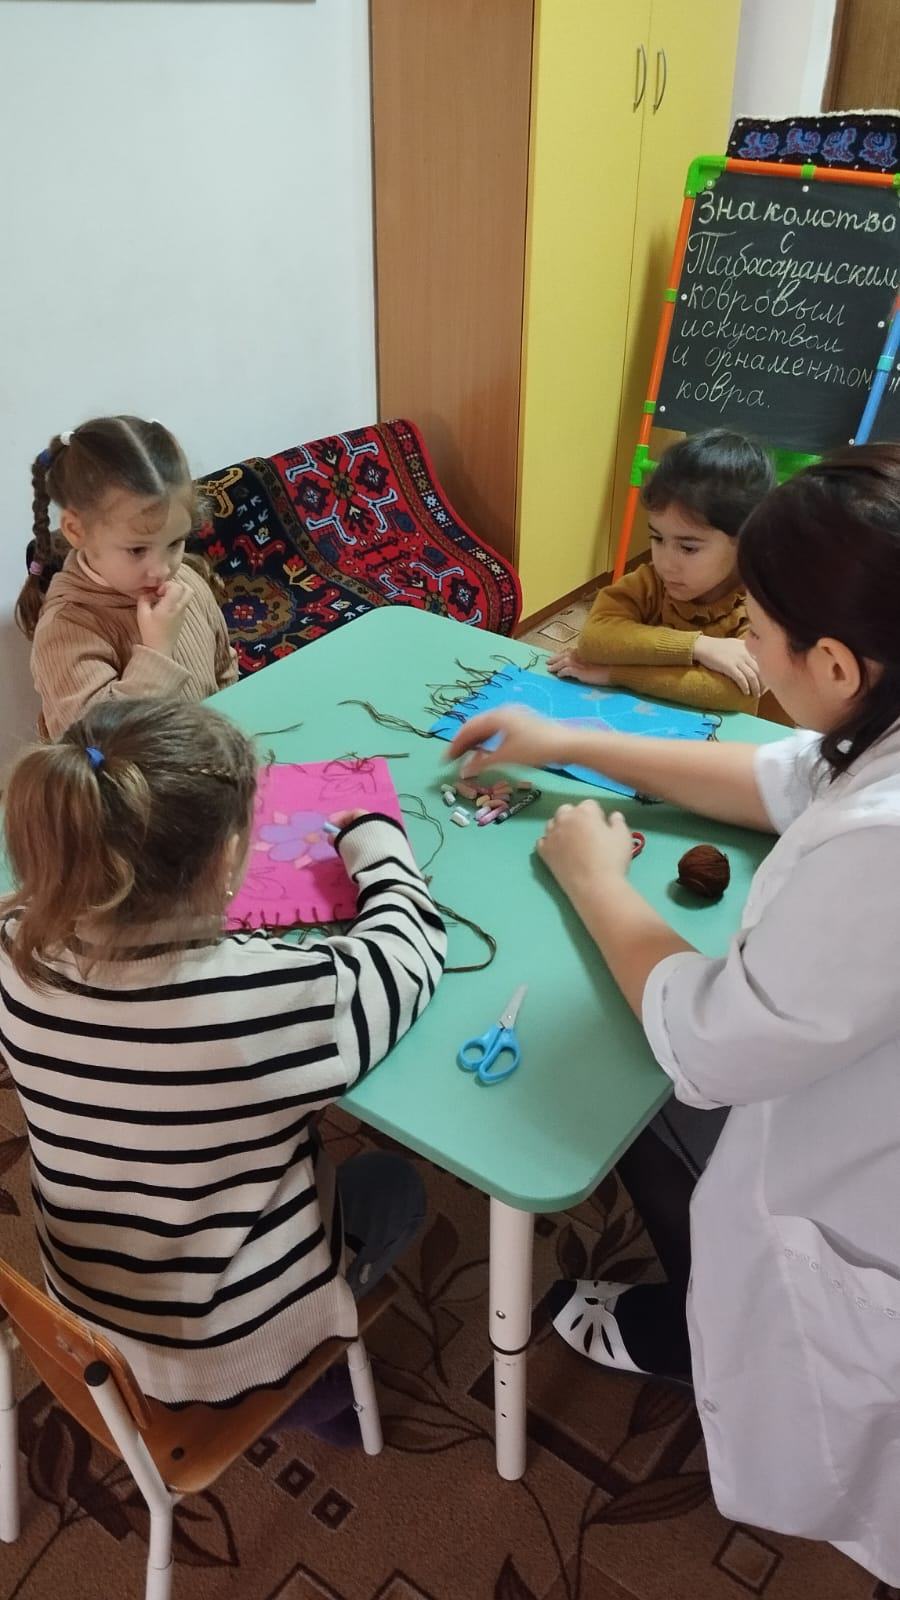 Знакомство
с
Табасаранским
ковровым
искусством
и орнаментом
ковра.